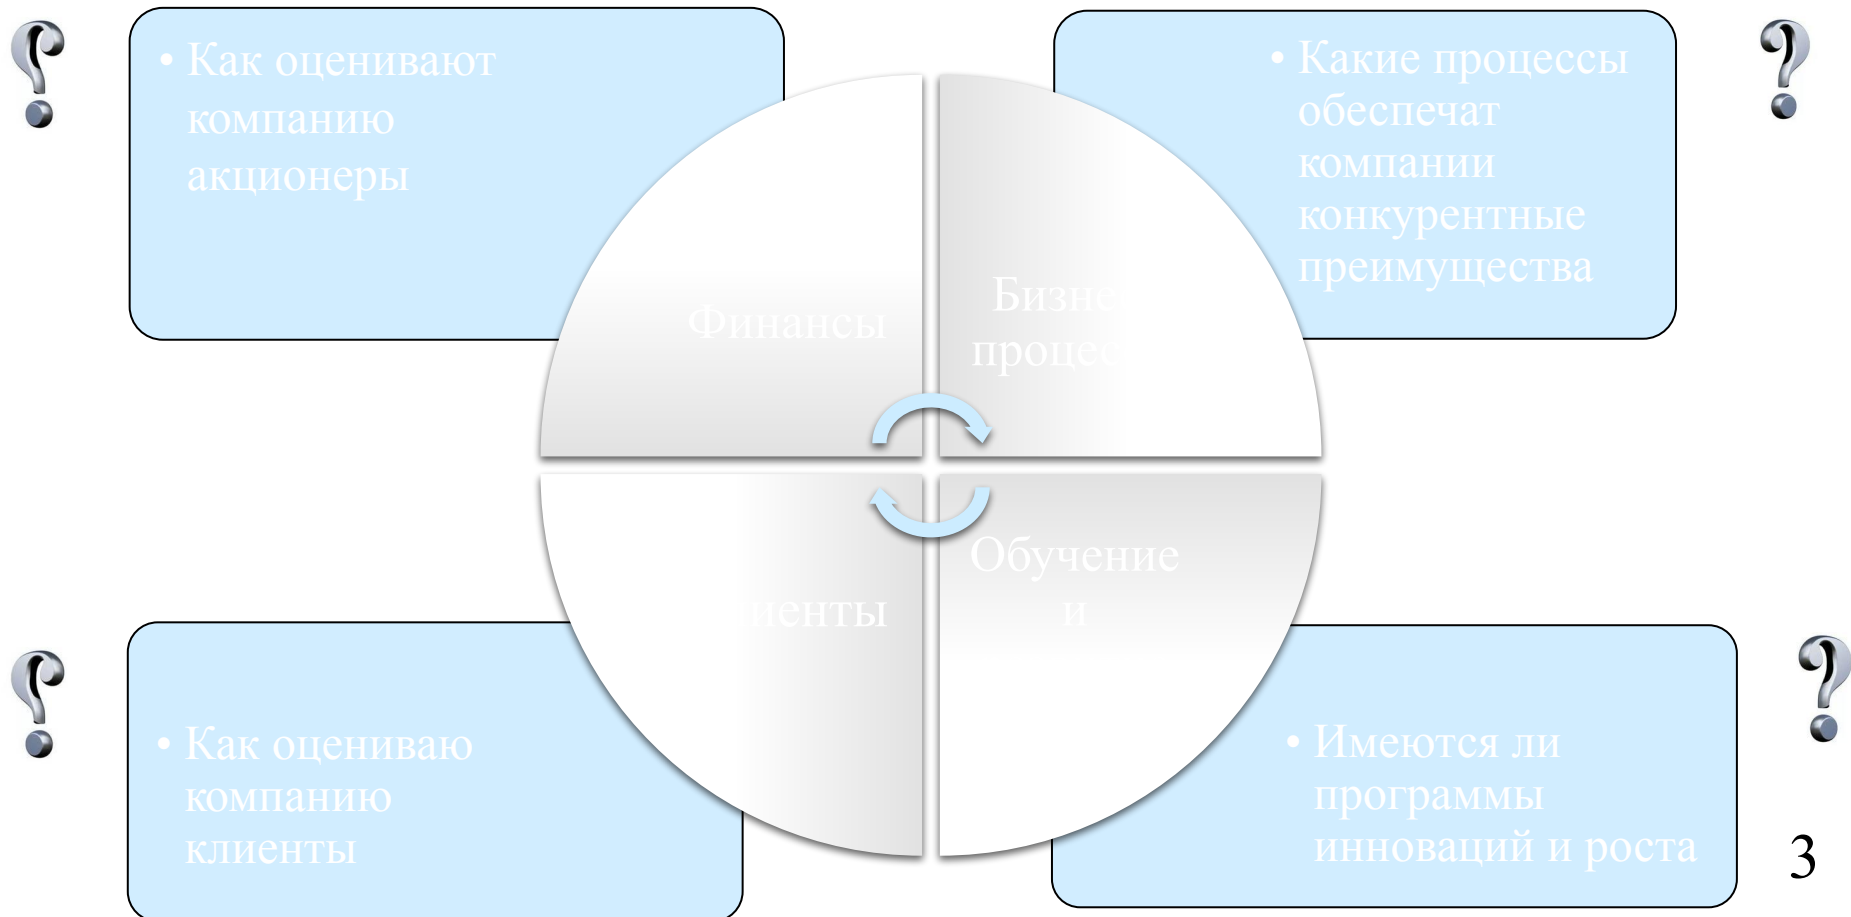 • Как оценивают
компанию
акционеры
• Какие процессы
обеспечат
компании
конкурентные
преимущества
Финансы
Обучение
и
• Как оцениваю
компанию
клиенты
• Имеются ли
программы
инноваций и роста
3